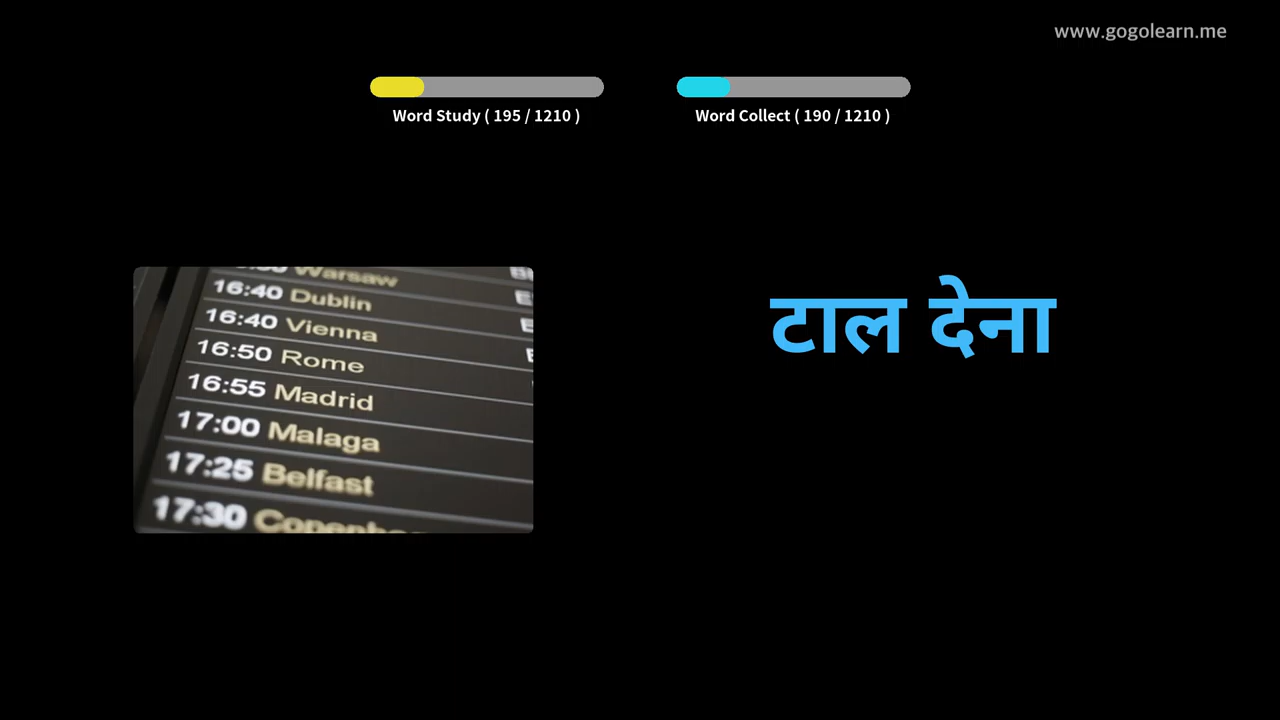 www.gogolearn.me
Word Study ( 195 / 1210 )
Word Collect ( 190 / 1210 )
Warsaw
16:40 Dublin
16:40 Vienna
16:50 Rome
16:55 Madrid
17:00 Malaga
17:25 Belfast
17:30
टाल देना